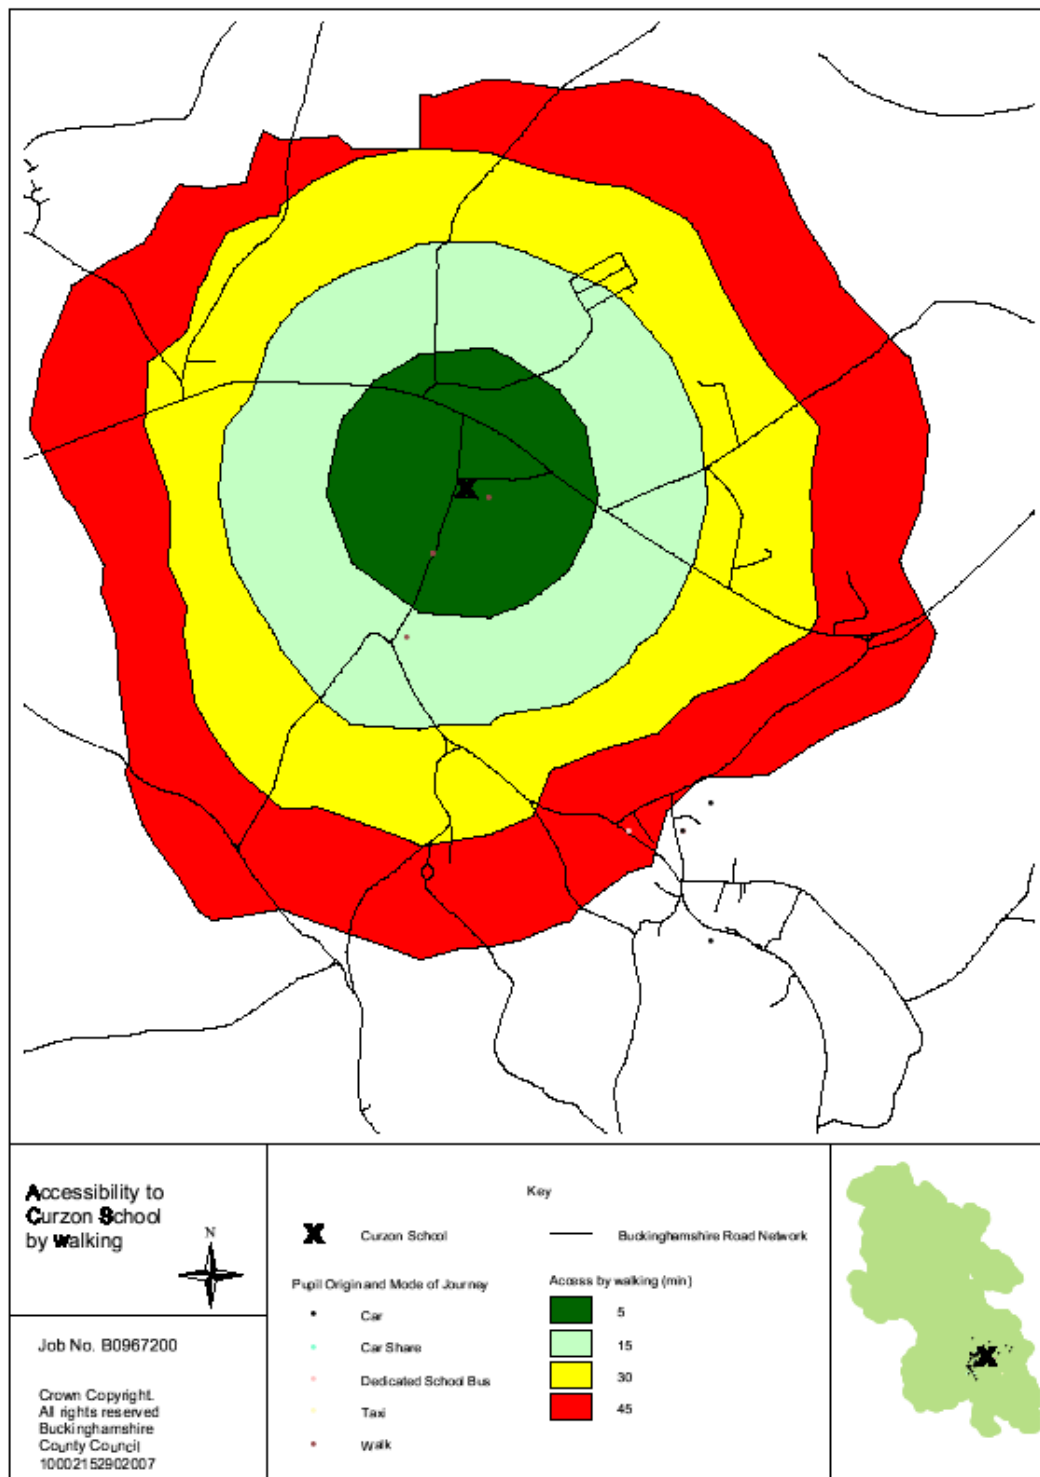 Accessibility to
Curzon School
by walking
N
Job No. B0967200
Crown Copyright.
All rights reserved
Buckinghamshire
County Council
10002152902007
Key
X Curzon School
Buckinghamshire Road Network
Pupil Origin and Mode of Journey
Car
Car Share
Dedicated School Bus
Taxi
Walk
Access by walking (min)
5
15
30
45